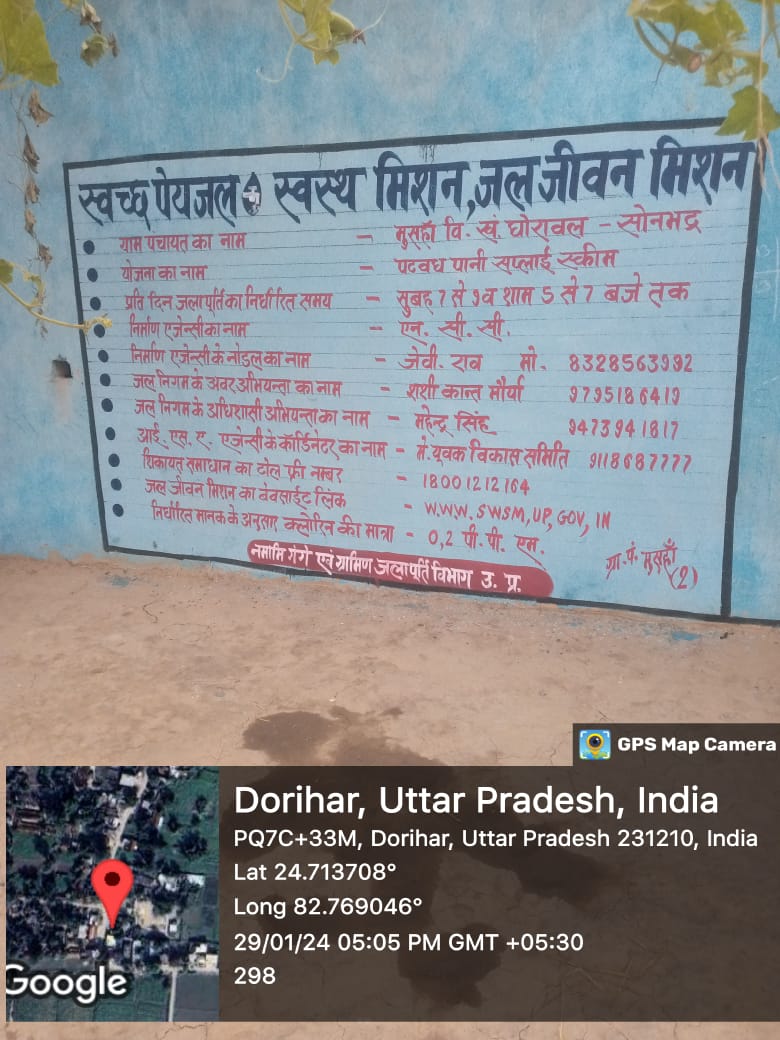 स्वच्छ पेयजल स्वस्थ मिशन, जल जीवन मिशन
ग्राम पंचायत का नाम – मुसहाँ वि. खं घोरावल – सोनभद्र
योजना का नाम – पटवध पानी सप्लाई स्कीम
प्रति दिन जलापूर्ति का निर्धारित समय – सुबह 7 से 9 व शाम 5 से 7 बजे तक
निर्माण एजेन्सी का नाम – एन. सी. सी.
निर्माण एजेन्सी के नोडल का नाम – जेवी. राव मो. 8328563992
जल निगम के अवर अभियन्ता का नाम – शशी कान्त मौर्या 9795186419
जल निगम के अधिशासी अभियन्ता का नाम – महेन्द्र सिंह 9473941817
आई. एस. ए. एजेन्सी के कॉर्डिनेटर का नाम – मे. युवक विकास समिति 9118687777
शिकायत समाधान का टोल फ्री नम्बर – 18001212164
जल जीवन मिशन का वेबसाईट लिंक – W.W.W. SWSM, UP, GOV, IN
निर्धारित मानक के अनुसार क्लोरिन की मात्रा – 0,2 पी. पी. एम.
नमामि गंगे एवं ग्रामिण जलापूर्ति विभाग उ. प्र.
ग्रा. पं. मुसहाँ
(2)
GPS Map Camera
Dorihar, Uttar Pradesh, India
PQ7C+33M, Dorihar, Uttar Pradesh 231210, India
Lat 24.713708°
Long 82.769046°
29/01/24 05:05 PM GMT +05:30
298
Google